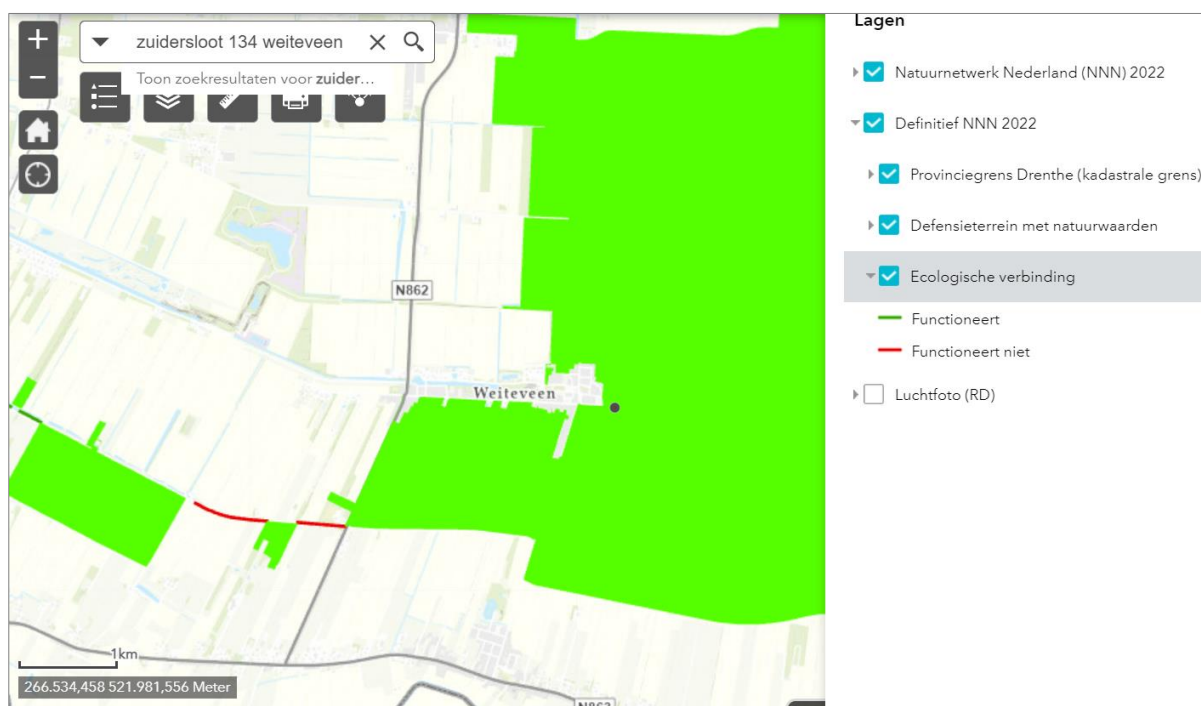 +
zuidersloot 134 weiteveen
Toon zoekresultaten voor zuider...
−
N862
Weiteveen
1km
266.534,458 521.981,556 Meter
Lagen
Natuurnetwerk Nederland (NNN) 2022
Definitief NNN 2022
Provinciegrens Drenthe (kadastrale grens)
Defensieterrein met natuurwaarden
Ecologische verbinding
Functioneert
Functioneert niet
Luchtfoto (RD)